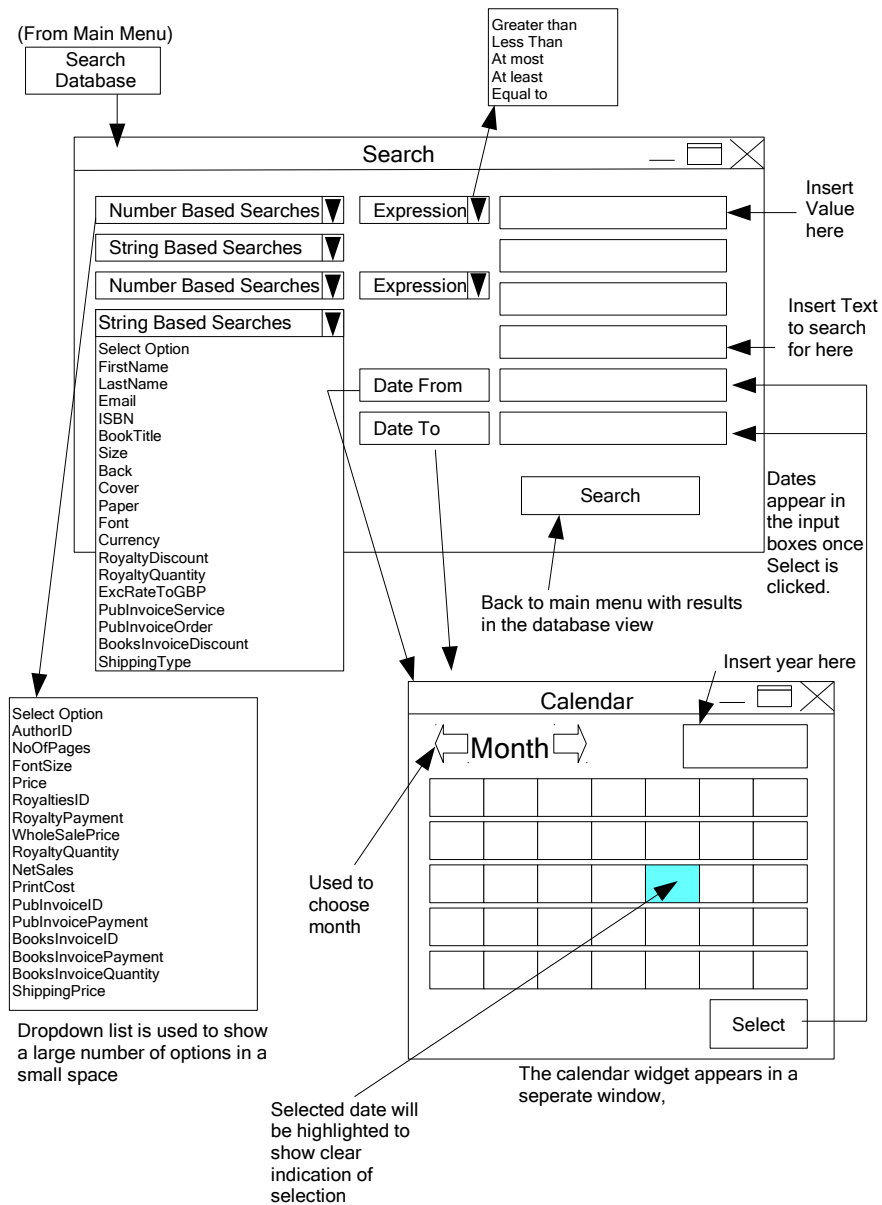 (From Main Menu)
Search
Database
Greater than
Less Than
At most
At least
Equal to
Search
Number Based Searches
Expression
Insert
Value
here
String Based Searches
Number Based Searches
Expression
String Based Searches
Insert Text
to search
for here
Select Option
FirstName
LastName
Email
ISBN
BookTitle
Size
Back
Cover
Paper
Font
Currency
RoyaltyDiscount
RoyaltyQuantity
ExcRateToGBP
PubInvoiceService
PubInvoiceOrder
BooksInvoiceDiscount
ShippingType
Date From
Date To
Search
Dates
appear in
the input
boxes once
Select is
clicked.
Back to main menu with results
in the database view
Select Option
AuthorID
NoOfPages
FontSize
Price
RoyaltiesID
RoyaltyPayment
WholeSalePrice
RoyaltyQuantity
NetSales
PrintCost
PubInvoiceID
PubInvoicePayment
BooksInvoiceID
BooksInvoicePayment
BooksInvoiceQuantity
ShippingPrice
Dropdown list is used to show
a large number of options in a
small space
Insert year here
Calendar
Month
Used to
choose
month
Select
The calendar widget appears in a
seperate window,
Selected date will
be highlighted to
show clear
indication of
selection